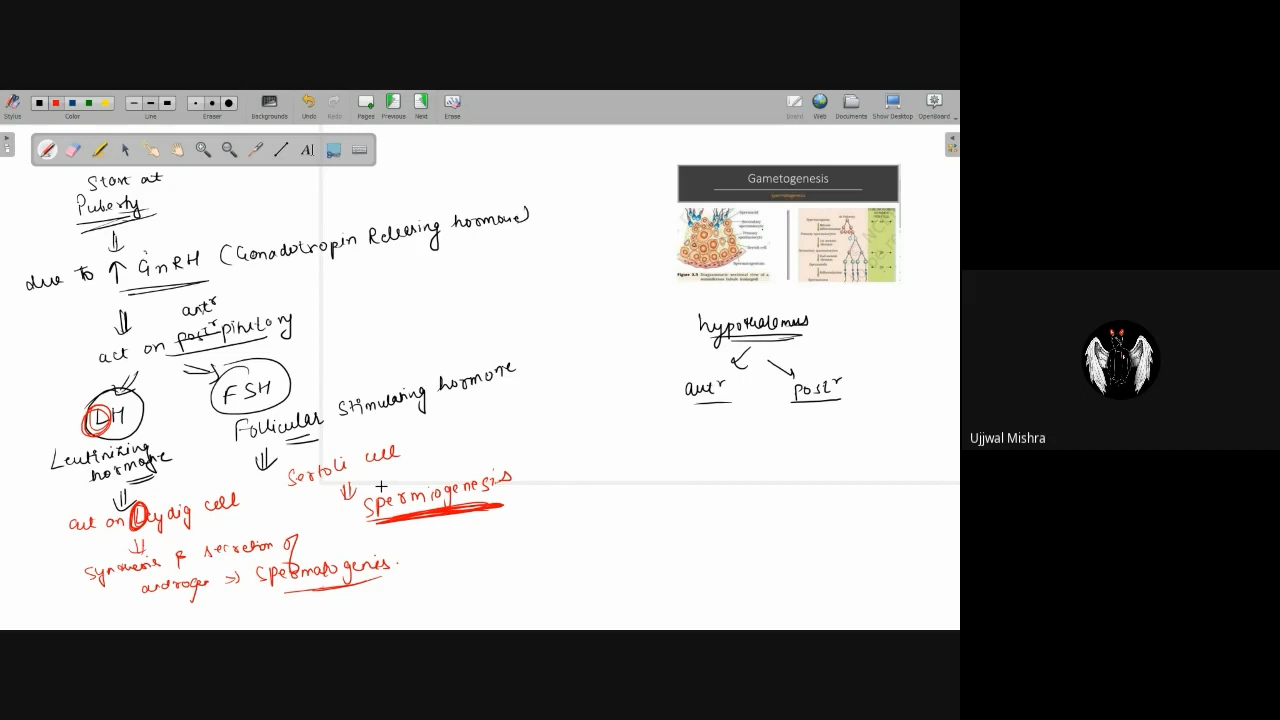 Stylus
Color
Line
Eraser
Backgrounds
Undo
Redo
Pages
Previous
Next
Erase
Board
Web
Documents
Show Desktop
OpenBoard
Start at
Puberty
due to ↑ GnRH (Gonadotropin Releasing hormone)
antr
act on postr pitutory
LH
FSH
Leutinizing
hormone
Follicular stimulating hormone
act on Leydig cell
Sertoli cell
Spermiogenesis
Synthesis & secretion of
androgen => Spermatogenis.
Gametogenesis
Spermatogenesis
hypothalamus
antr
postr
Ujjwal Mishra